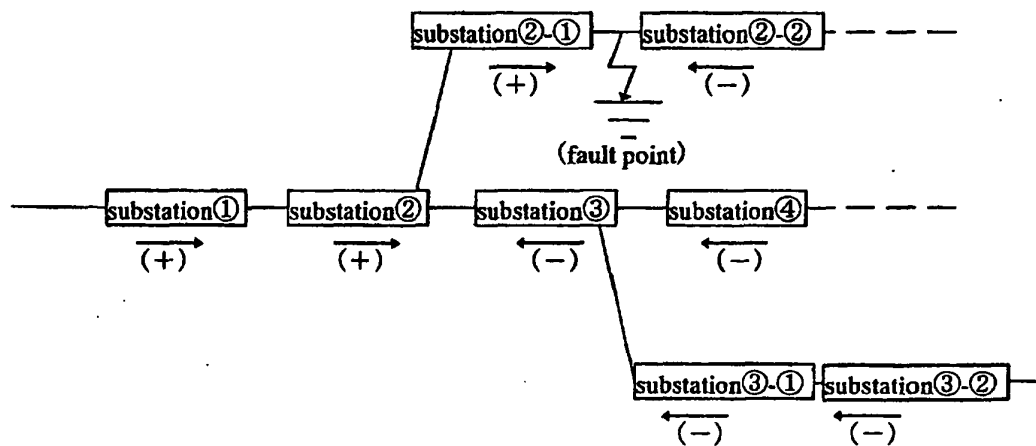 substation②-① substation②-②
(+) (−)
(fault point)
substation① substation② substation③ substation④
(+) (+) (−) (−)
substation③-① substation③-②
(−) (−)